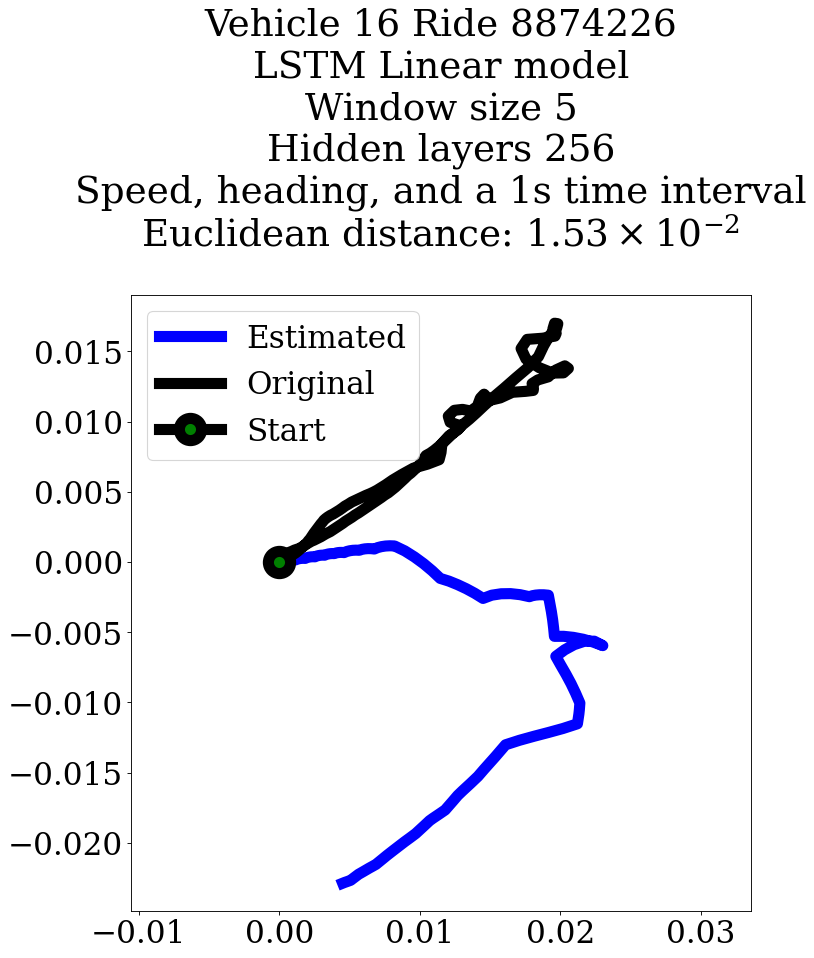 Vehicle 16 Ride 8874226
LSTM Linear model
Window size 5
Hidden layers 256
Speed, heading, and a 1s time interval
Euclidean distance: 1.53 × 10⁻²
Estimated
Original
Start
0.015
0.010
0.005
0.000
−0.005
−0.010
−0.015
−0.020
−0.01 0.00 0.01 0.02 0.03